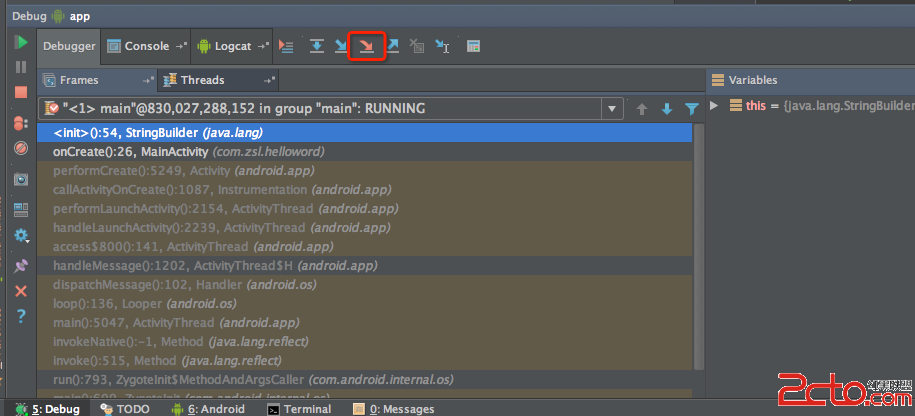 Debug app
Debugger Console Logcat
Frames Threads Variables
"<1> main"@830,027,288,152 in group "main": RUNNING
this = {java.lang.StringBuilder
<init>():54, StringBuilder (java.lang)
onCreate():26, MainActivity (com.zsl.helloword)
performCreate():5249, Activity (android.app)
callActivityOnCreate():1087, Instrumentation (android.app)
performLaunchActivity():2154, ActivityThread (android.app)
handleLaunchActivity():2239, ActivityThread (android.app)
access$800():141, ActivityThread (android.app)
handleMessage():1202, ActivityThread$H (android.app)
dispatchMessage():102, Handler (android.os)
loop():136, Looper (android.os)
main():5047, ActivityThread (android.app)
invokeNative():-1, Method (java.lang.reflect)
invoke():515, Method (java.lang.reflect)
run():793, ZygoteInit$MethodAndArgsCaller (com.android.internal.os)
2cto.com
5: Debug TODO 6: Android Terminal 0: Messages